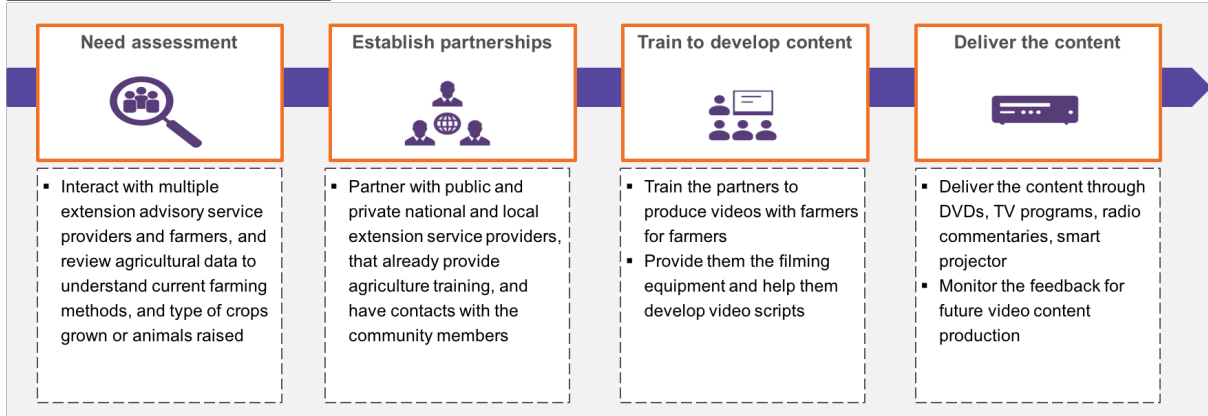 Need assessment
Establish partnerships
Train to develop content
Deliver the content
▪ Interact with multiple
extension advisory service
providers and farmers, and
review agricultural data to
understand current farming
methods, and type of crops
grown or animals raised
▪ Partner with public and
private national and local
extension service providers,
that already provide
agriculture training, and
have contacts with the
community members
▪ Train the partners to
produce videos with farmers
for farmers
▪ Provide them the filming
equipment and help them
develop video scripts
▪ Deliver the content through
DVDs, TV programs, radio
commentaries, smart
projector
▪ Monitor the feedback for
future video content
production